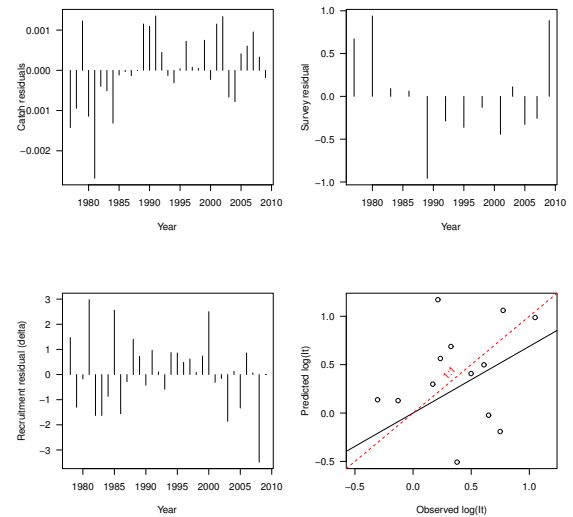 Catch residuals
0.001
0.000
−0.001
−0.002
1980 1985 1990 1995 2000 2005 2010
Year
Survey residual
1.0
0.5
0.0
−0.5
−1.0
1980 1985 1990 1995 2000 2005 2010
Year
Recruitment residual (delta)
3
2
1
0
−1
−2
−3
1980 1985 1990 1995 2000 2005 2010
Year
Predicted log(It)
1.0
0.5
0.0
−0.5
1:1
−0.5 0.0 0.5 1.0
Observed log(It)